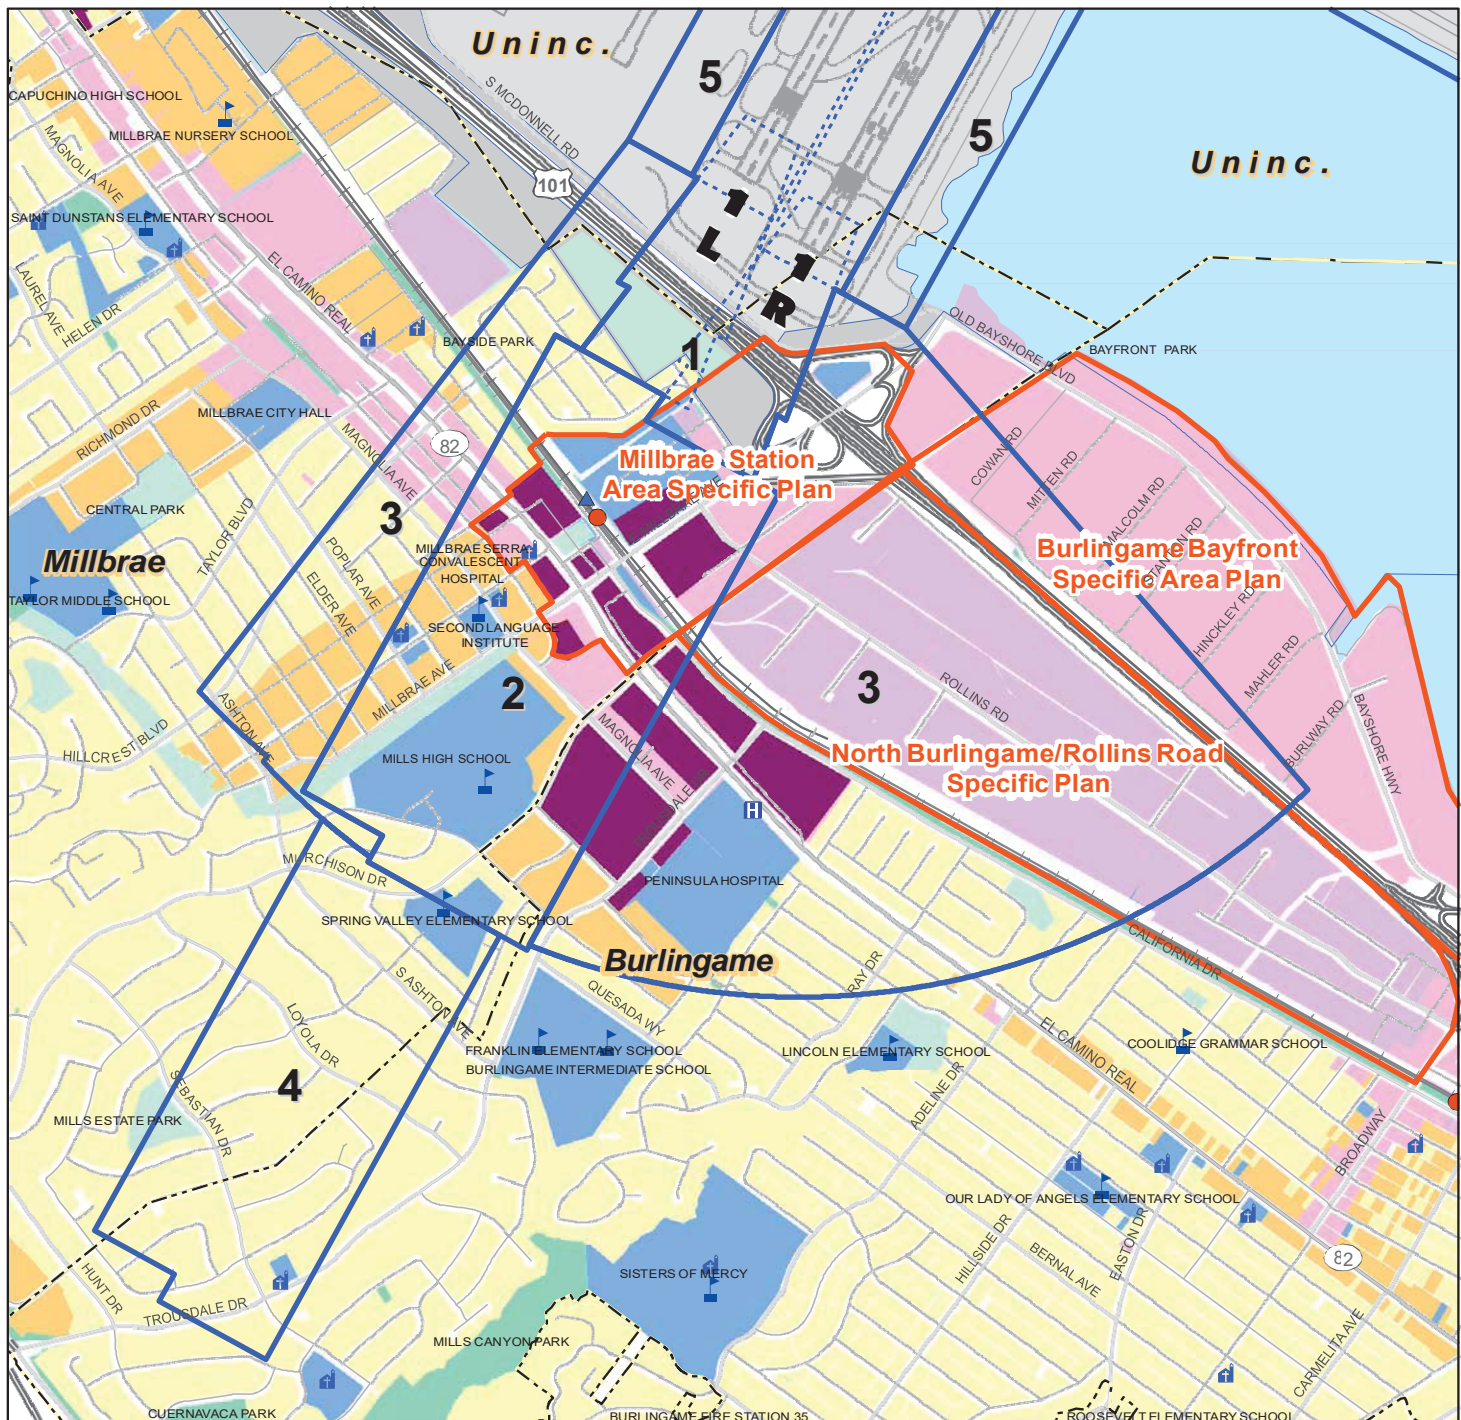 Uninc.
5
S MCDONNELL RD
CAPUCHINO HIGH SCHOOL
MILLBRAE NURSERY SCHOOL
5
Uninc.
MAGNOLIA AVE
101
1
L
1
R
SAINT DUNSTANS ELEMENTARY SCHOOL
EL CAMINO REAL
LAUREL AVE
HELEN DR
BAYSIDE PARK
1
OLD BAYSHORE BLVD
BAYFRONT PARK
RICHMOND DR
MILLBRAE CITY HALL
MAGNOLIA AVE
82
Millbrae Station
Area Specific Plan
MILLBRAE AVE
COWAN RD
MITTEN RD
MALCOLM RD
STANTON RD
CENTRAL PARK
TAYLOR BLVD
3
POPLAR AVE
Millbrae
MILLBRAE SERRA
CONVALESCENT
HOSPITAL
Burlingame Bayfront
Specific Area Plan
ELDER AVE
TAYLOR MIDDLE SCHOOL
SECOND LANGUAGE
INSTITUTE
HINCKLEY RD
MAHLER RD
MILLBRAE AVE
2
3
ROLLINS RD
BURLWAY RD
BAYSHORE HWY
ASHTON AVE
HILLCREST BLVD
MAGNOLIA AVE
MILLS HIGH SCHOOL
North Burlingame/Rollins Road
Specific Plan
H
MURCHISON DR
PENINSULA HOSPITAL
SPRING VALLEY ELEMENTARY SCHOOL
CALIFORNIA DR
Burlingame
S ASHTON AVE
QUESADA WY
RAY DR
LOYOLA DR
FRANKLIN ELEMENTARY SCHOOL
BURLINGAME INTERMEDIATE SCHOOL
LINCOLN ELEMENTARY SCHOOL
EL CAMINO REAL
COOLIDGE GRAMMAR SCHOOL
4
SEBASTIAN DR
MILLS ESTATE PARK
ADELINE DR
BROADWAY
OUR LADY OF ANGELS ELEMENTARY SCHOOL
HILLSIDE DR
BERNAL AVE
EASTON DR
82
SISTERS OF MERCY
HUNT DR
TROUSDALE DR
MILLS CANYON PARK
CARMELITA AVE
CUERNAVACA PARK
BURLINGAME FIRE STATION 35
ROOSEVELT ELEMENTARY SCHOOL